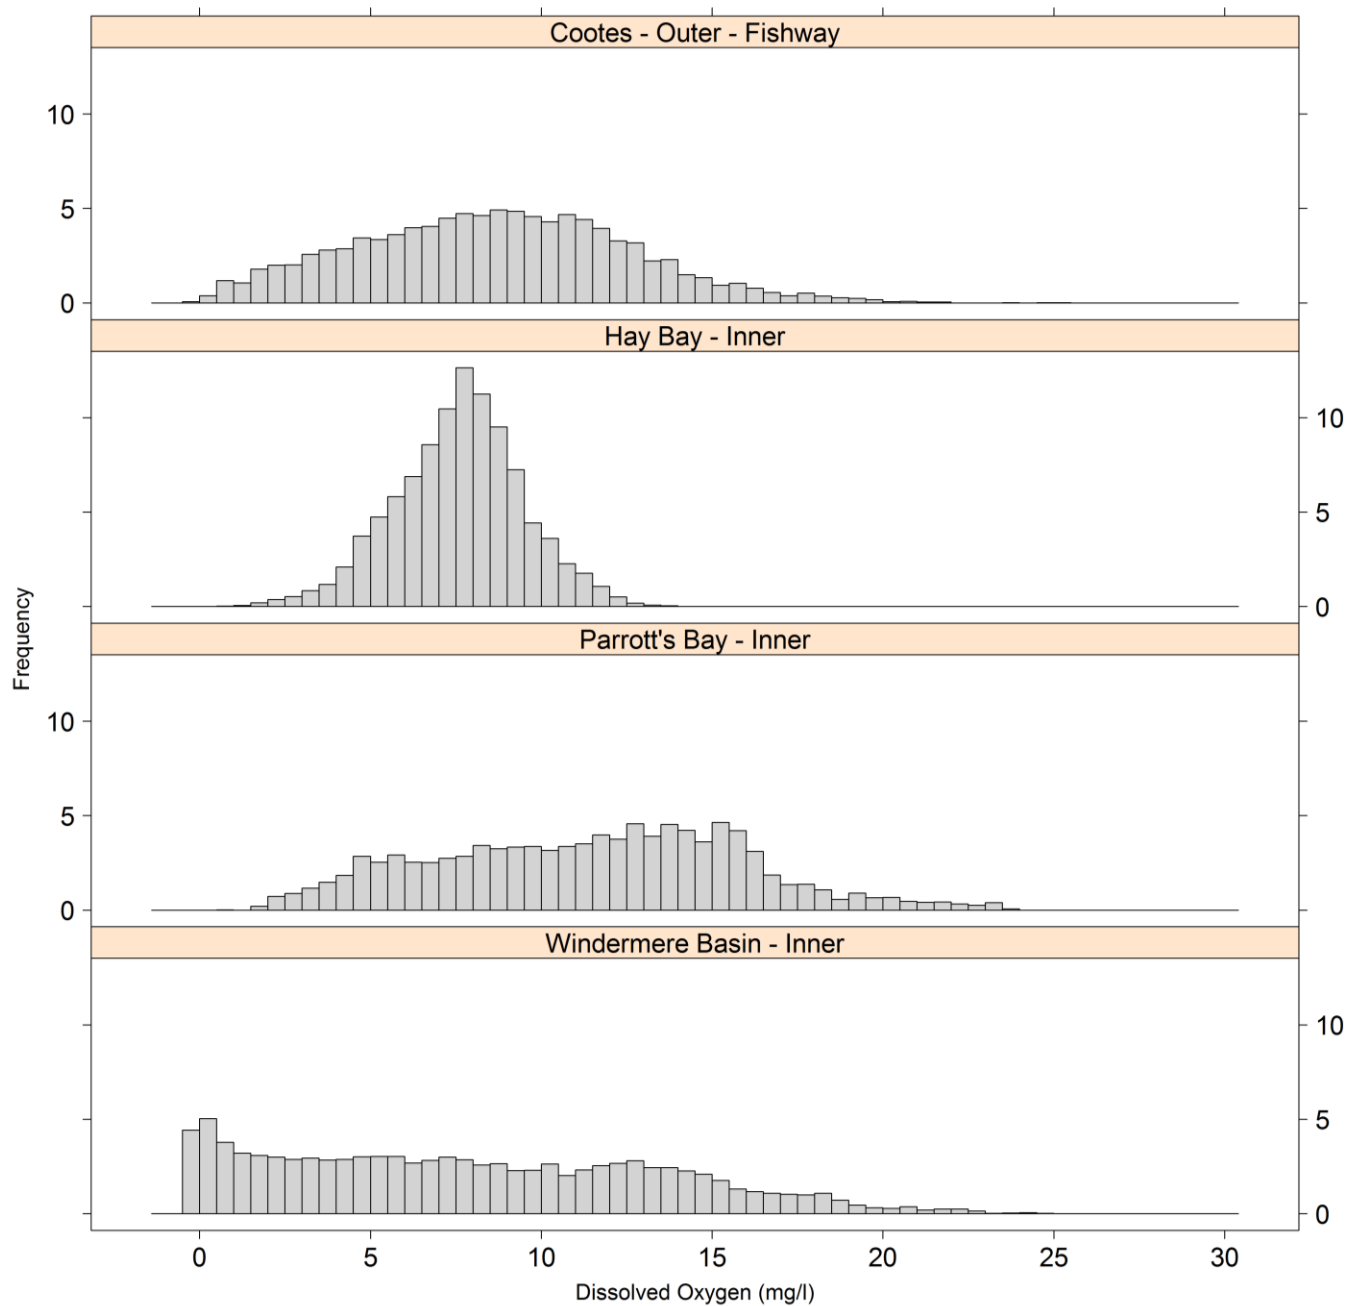 Cootes - Outer - Fishway
10
5
0
Hay Bay - Inner
10
5
0
Frequency
Parrott's Bay - Inner
10
5
0
Windermere Basin - Inner
10
5
0
0 5 10 15 20 25 30
Dissolved Oxygen (mg/l)